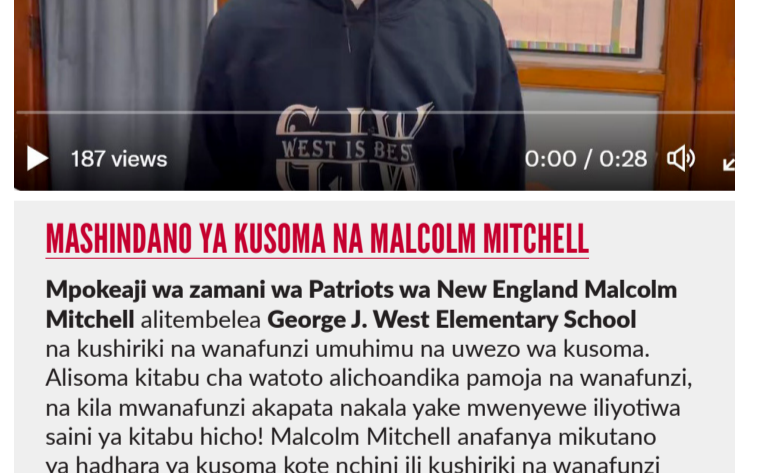 WEST IS BEST
187 views
0:00 / 0:28
MASHINDANO YA KUSOMA NA MALCOLM MITCHELL
Mpokeaji wa zamani wa Patriots wa New England Malcolm
Mitchell alitembelea George J. West Elementary School
na kushiriki na wanafunzi umuhimu na uwezo wa kusoma.
Alisoma kitabu cha watoto alichoandika pamoja na wanafunzi,
na kila mwanafunzi akapata nakala yake mwenyewe iliyotiwa
saini ya kitabu hicho! Malcolm Mitchell anafanya mikutano
ya hadhara ya kusoma kote nchini ili kushiriki na wanafunzi